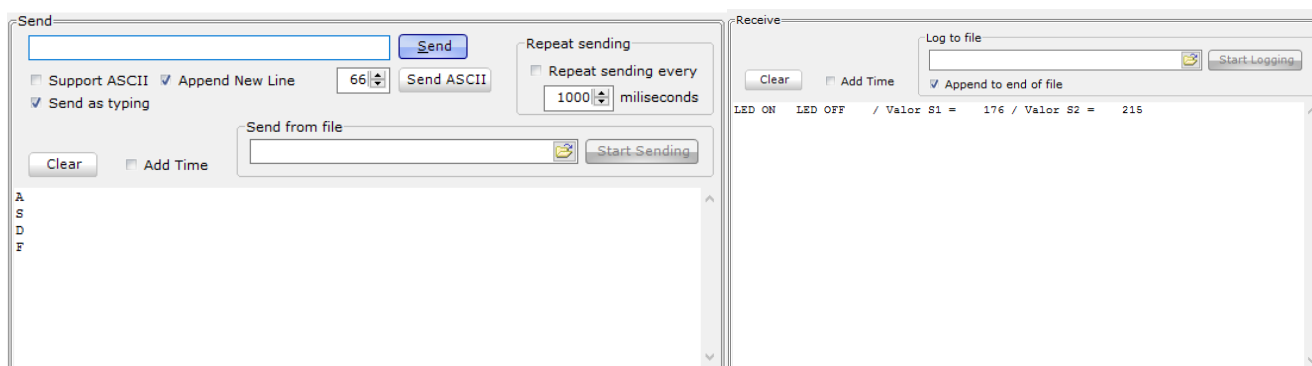 Send
Send
Support ASCII Append New Line 66 Send ASCII
Send as typing
Repeat sending
Repeat sending every
1000 miliseconds
Send from file
Start Sending
Clear Add Time
A
S
D
F
Receive
Log to file
Start Logging
Clear Add Time Append to end of file
LED ON LED OFF / Valor S1 = 176 / Valor S2 = 215